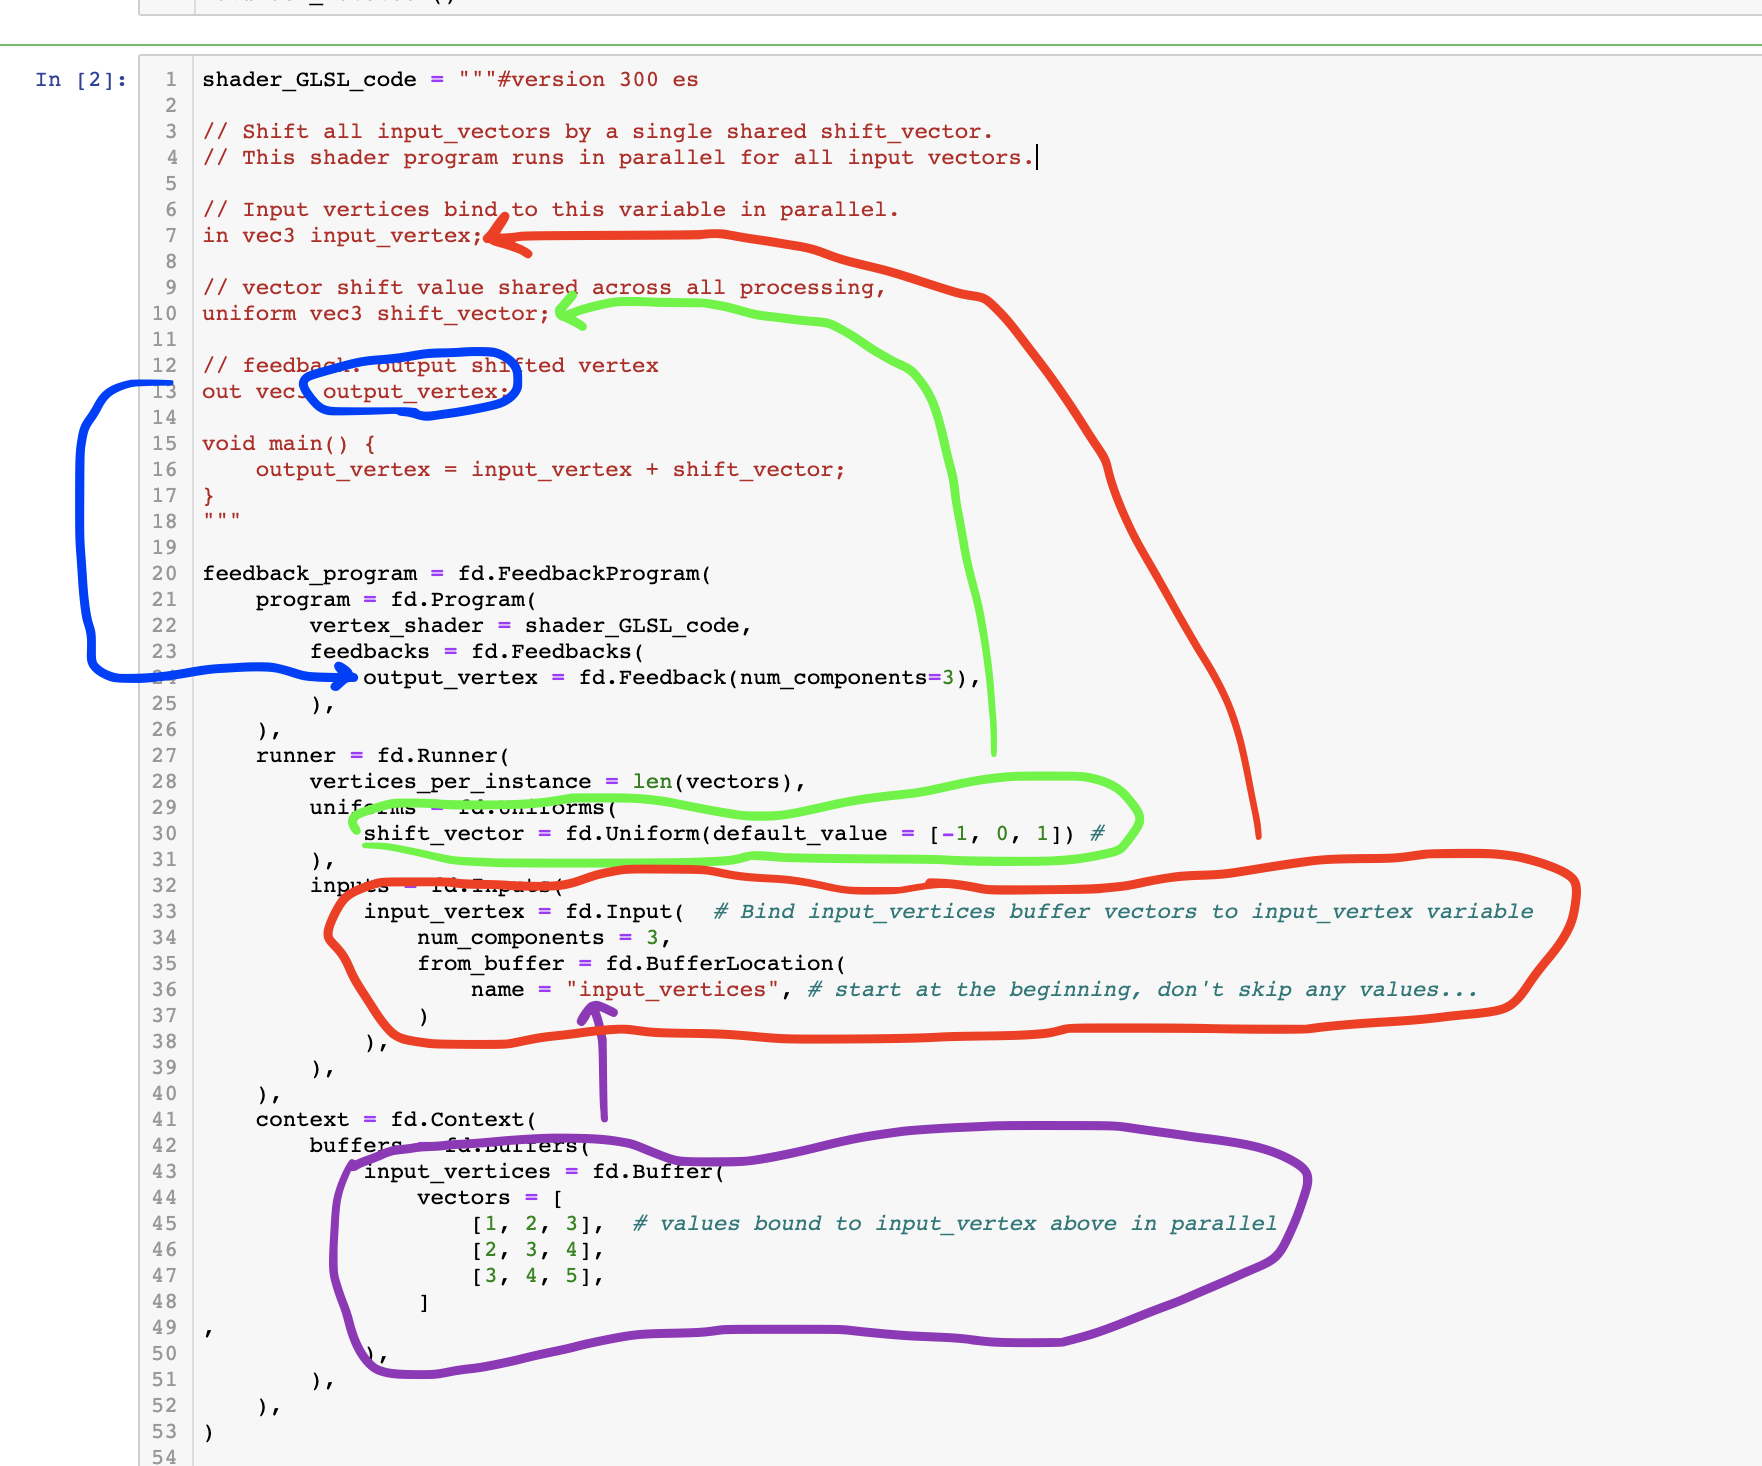 In [2]:
1 shader_GLSL_code = """#version 300 es
2
3 // Shift all input_vectors by a single shared shift_vector.
4 // This shader program runs in parallel for all input vectors.
5
6 // Input vertices bind to this variable in parallel.
7 in vec3 input_vertex;
8
9 // vector shift value shared across all processing,
10 uniform vec3 shift_vector;
11
12 // feedback: output shifted vertex
13 out vec3 output_vertex;
14
15 void main() {
16     output_vertex = input_vertex + shift_vector;
17 }
18 """
19
20 feedback_program = fd.FeedbackProgram(
21     program = fd.Program(
22         vertex_shader = shader_GLSL_code,
23         feedbacks = fd.Feedbacks(
24             output_vertex = fd.Feedback(num_components=3),
25         ),
26     ),
27     runner = fd.Runner(
28         vertices_per_instance = len(vectors),
29         uniforms = fd.Uniforms(
30             shift_vector = fd.Uniform(default_value = [-1, 0, 1]) #
31         ),
32         inputs = fd.Inputs(
33             input_vertex = fd.Input(  # Bind input_vertices buffer vectors to input_vertex variable
34                 num_components = 3,
35                 from_buffer = fd.BufferLocation(
36                     name = "input_vertices", # start at the beginning, don't skip any values...
37                 )
38             ),
39         ),
40     ),
41     context = fd.Context(
42         buffers = fd.Buffers(
43             input_vertices = fd.Buffer(
44                 vectors = [
45                     [1, 2, 3],  # values bound to input_vertex above in parallel
46                     [2, 3, 4],
47                     [3, 4, 5],
48                 ]
49 ,
50             ),
51         ),
52     ),
53 )
54